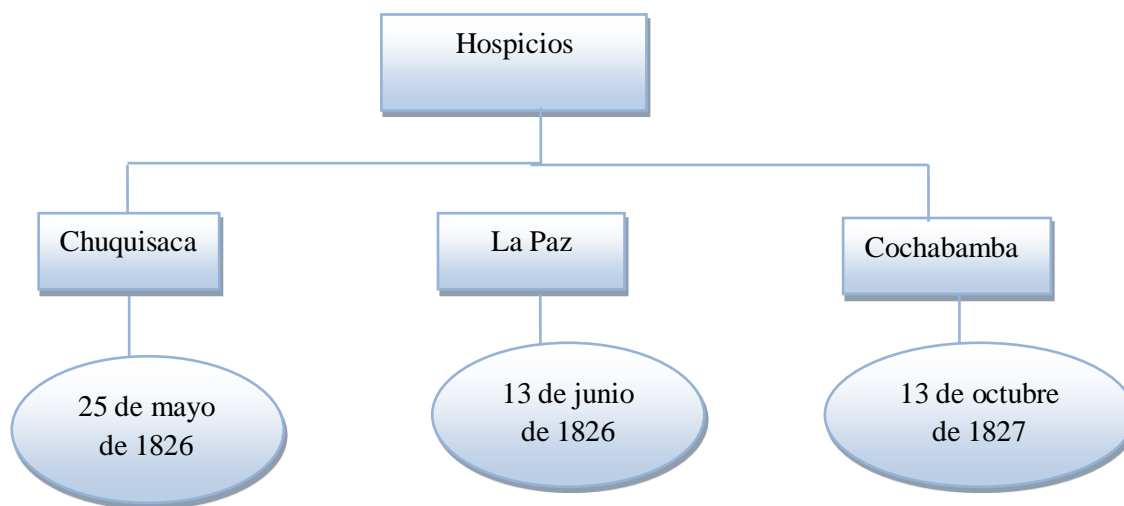 Hospicios
Chuquisaca
La Paz
Cochabamba
25 de mayo
de 1826
13 de junio
de 1826
13 de octubre
de 1827